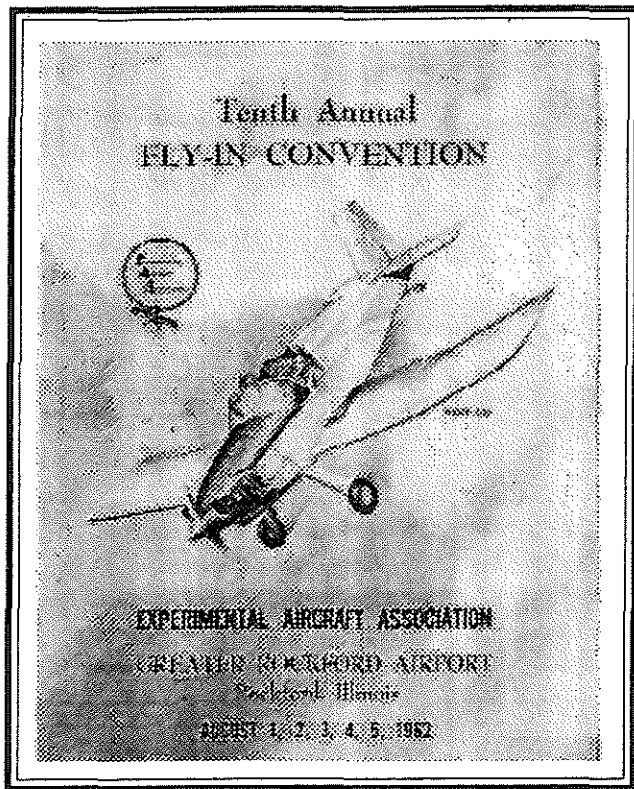 Tenth Annual
FLY-IN CONVENTION
EXPERIMENTAL AIRCRAFT ASSOCIATION
GREATER ROCKFORD AIRPORT
Rockford, Illinois
AUGUST 1, 2, 3, 4, 5, 1962